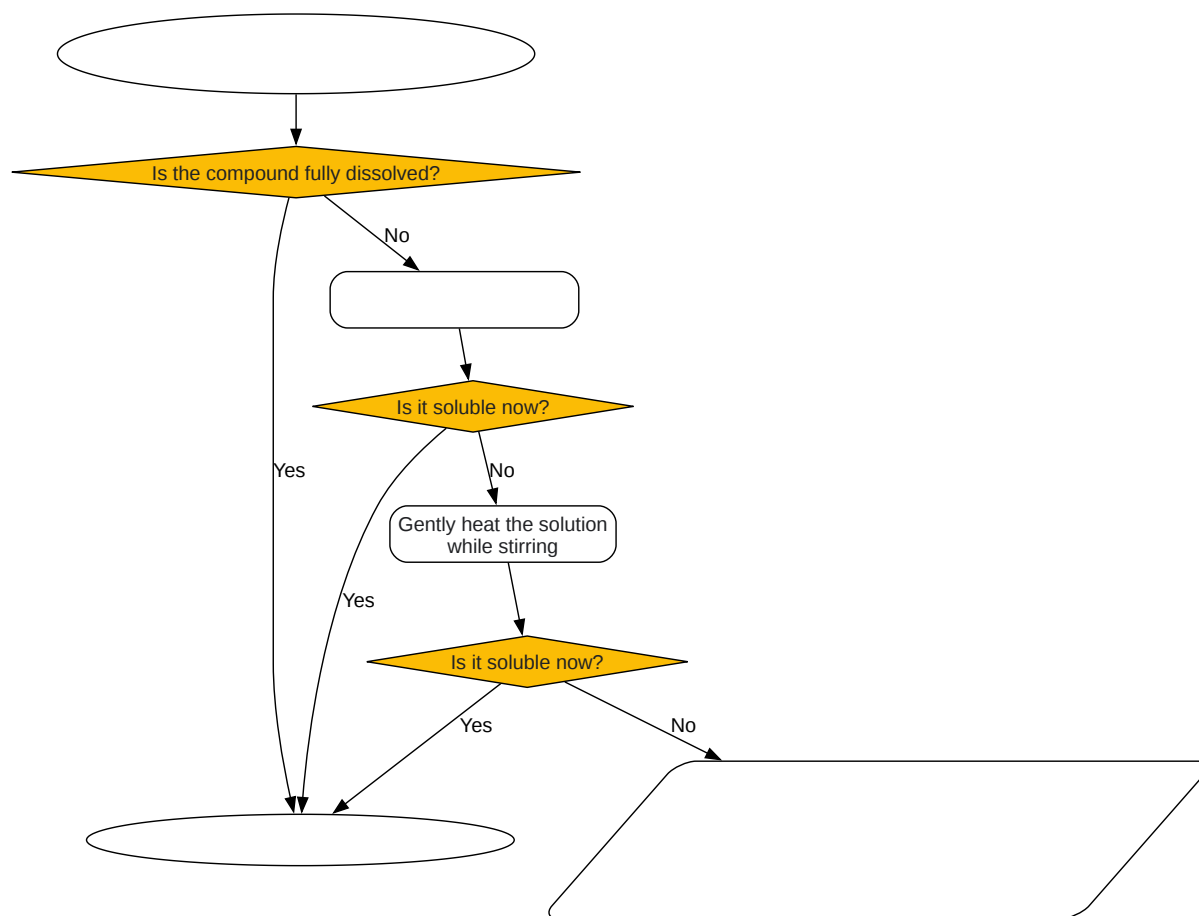 Is the compound fully dissolved?
No
Is it soluble now?
Yes
No
Gently heat the solution
while stirring
Yes
Is it soluble now?
Yes
No